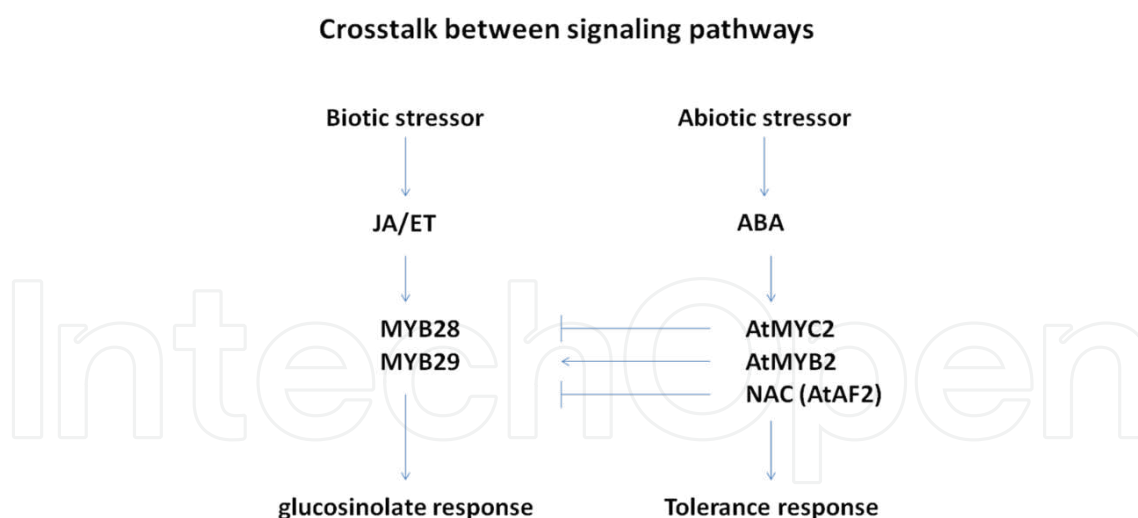 Crosstalk between signaling pathways
Biotic stressor
Abiotic stressor
JA/ET
ABA
MYB28
AtMYC2
MYB29
AtMYB2
NAC (AtAF2)
glucosinolate response
Tolerance response
IntechOpen